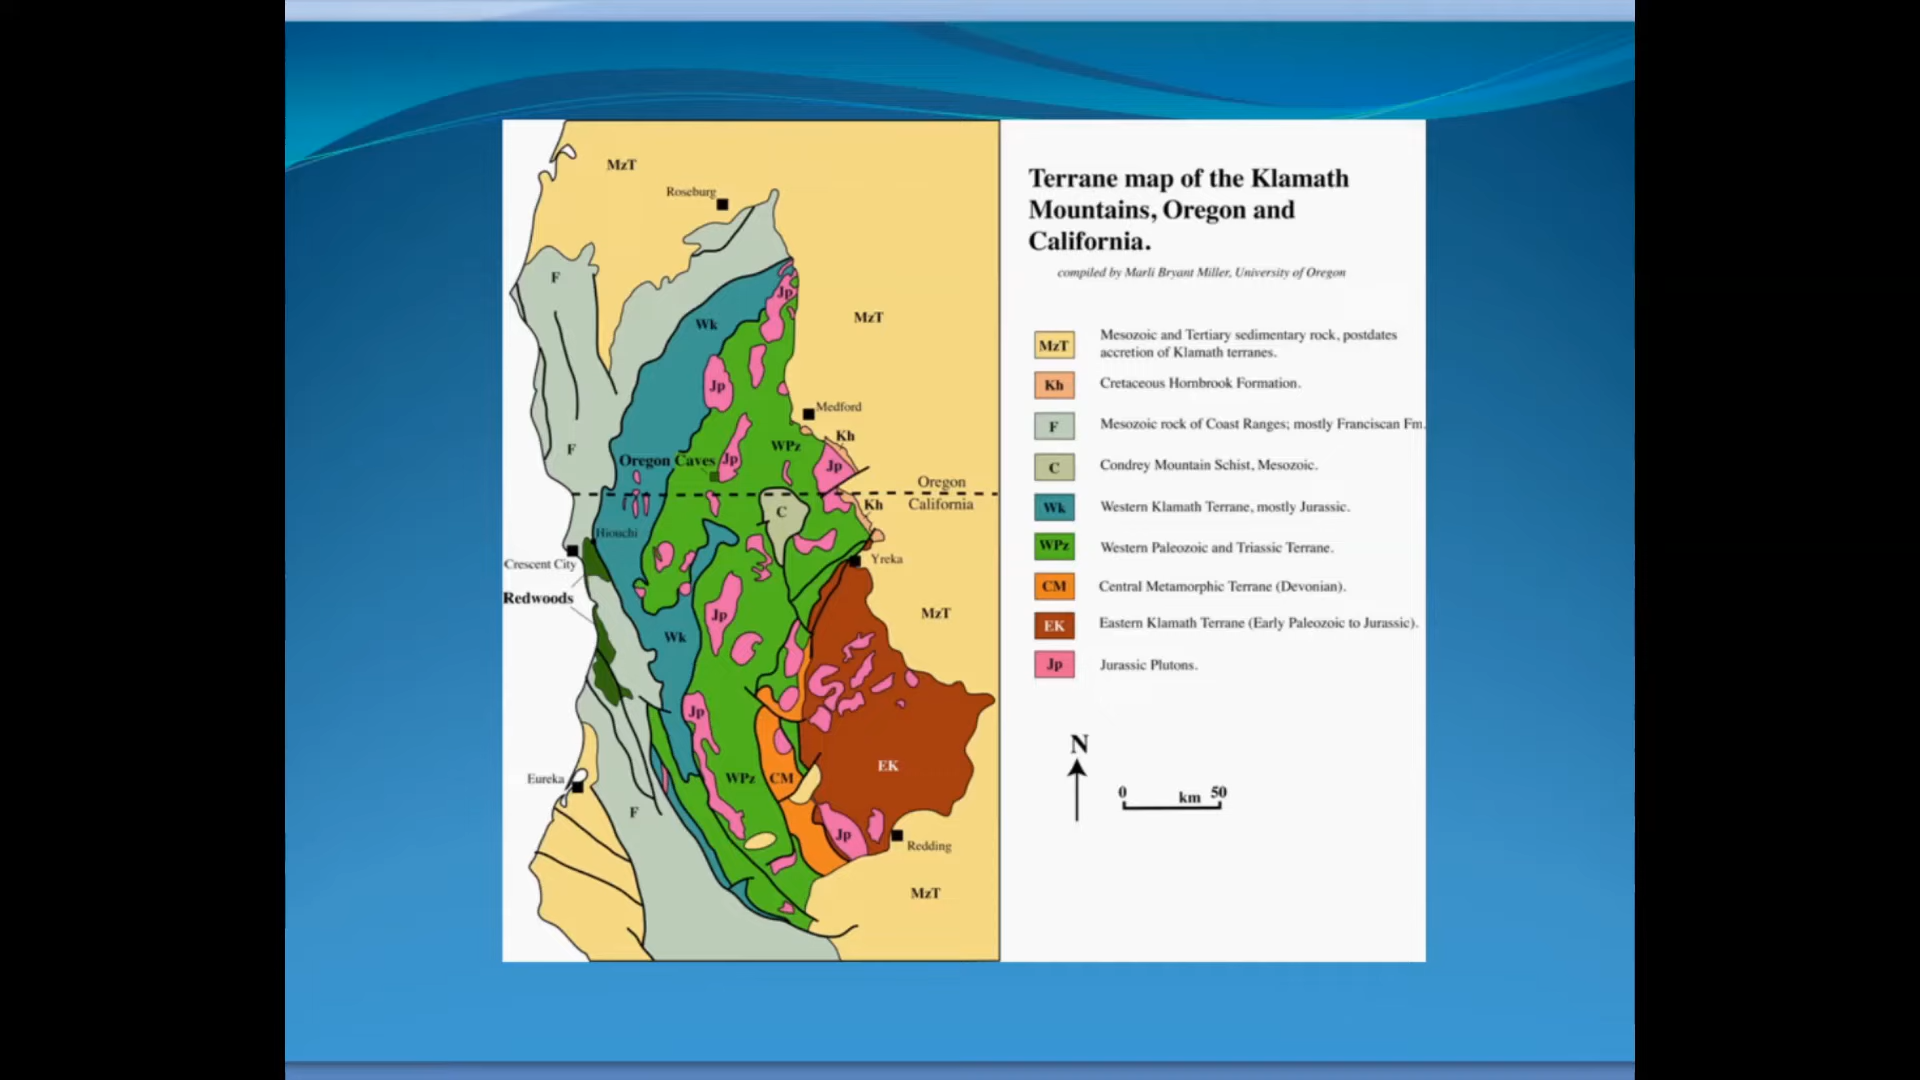 Terrane map of the Klamath
Mountains, Oregon and
California.
compiled by Marli Bryant Miller, University of Oregon
MzT
Mesozoic and Tertiary sedimentary rock, postdates
accretion of Klamath terranes.
Kh
Cretaceous Hornbrook Formation.
F
Mesozoic rock of Coast Ranges; mostly Franciscan Fm.
C
Condrey Mountain Schist, Mesozoic.
Wk
Western Klamath Terrane, mostly Jurassic.
WPz
Western Paleozoic and Triassic Terrane.
CM
Central Metamorphic Terrane (Devonian).
EK
Eastern Klamath Terrane (Early Paleozoic to Jurassic).
Jp
Jurassic Plutons.
N
0 km 50
MzT
Roseburg
F
Jp
MzT
Wk
Jp
Medford
Kh
WPz
F
Oregon Caves
Jp
Jp
Oregon
California
Kh
C
Hiouchi
Crescent City
Yreka
Redwoods
Jp
MzT
Wk
Jp
EK
Eureka
WPz
CM
F
Jp
Redding
MzT